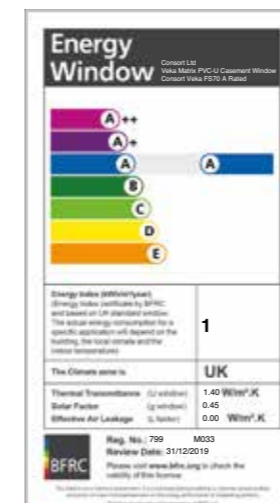 Energy
Window
Consort Ltd
Veka Matrix PVC-U Casement Window
Consort Veka FS70 A Rated
A++
A+
A A
B
C
D
E
Energy Index (kWh/m²/year)
(Energy Index certificate by BFRC
and based on UK standard window.
The actual energy consumption for a
specific application will depend on the
building, the local climate and the
indoor temperature)
1
The Climate zone is UK
Thermal Transmittance (U window) 1.40 W/m².K
Solar Factor (g window) 0.45
Effective Air Leakage (L factor) 0.00 W/m².K
BFRC
Reg. No. 799 M033
Review Date: 31/12/2019
Please visit www.bfrc.org to check the
validity of this licence